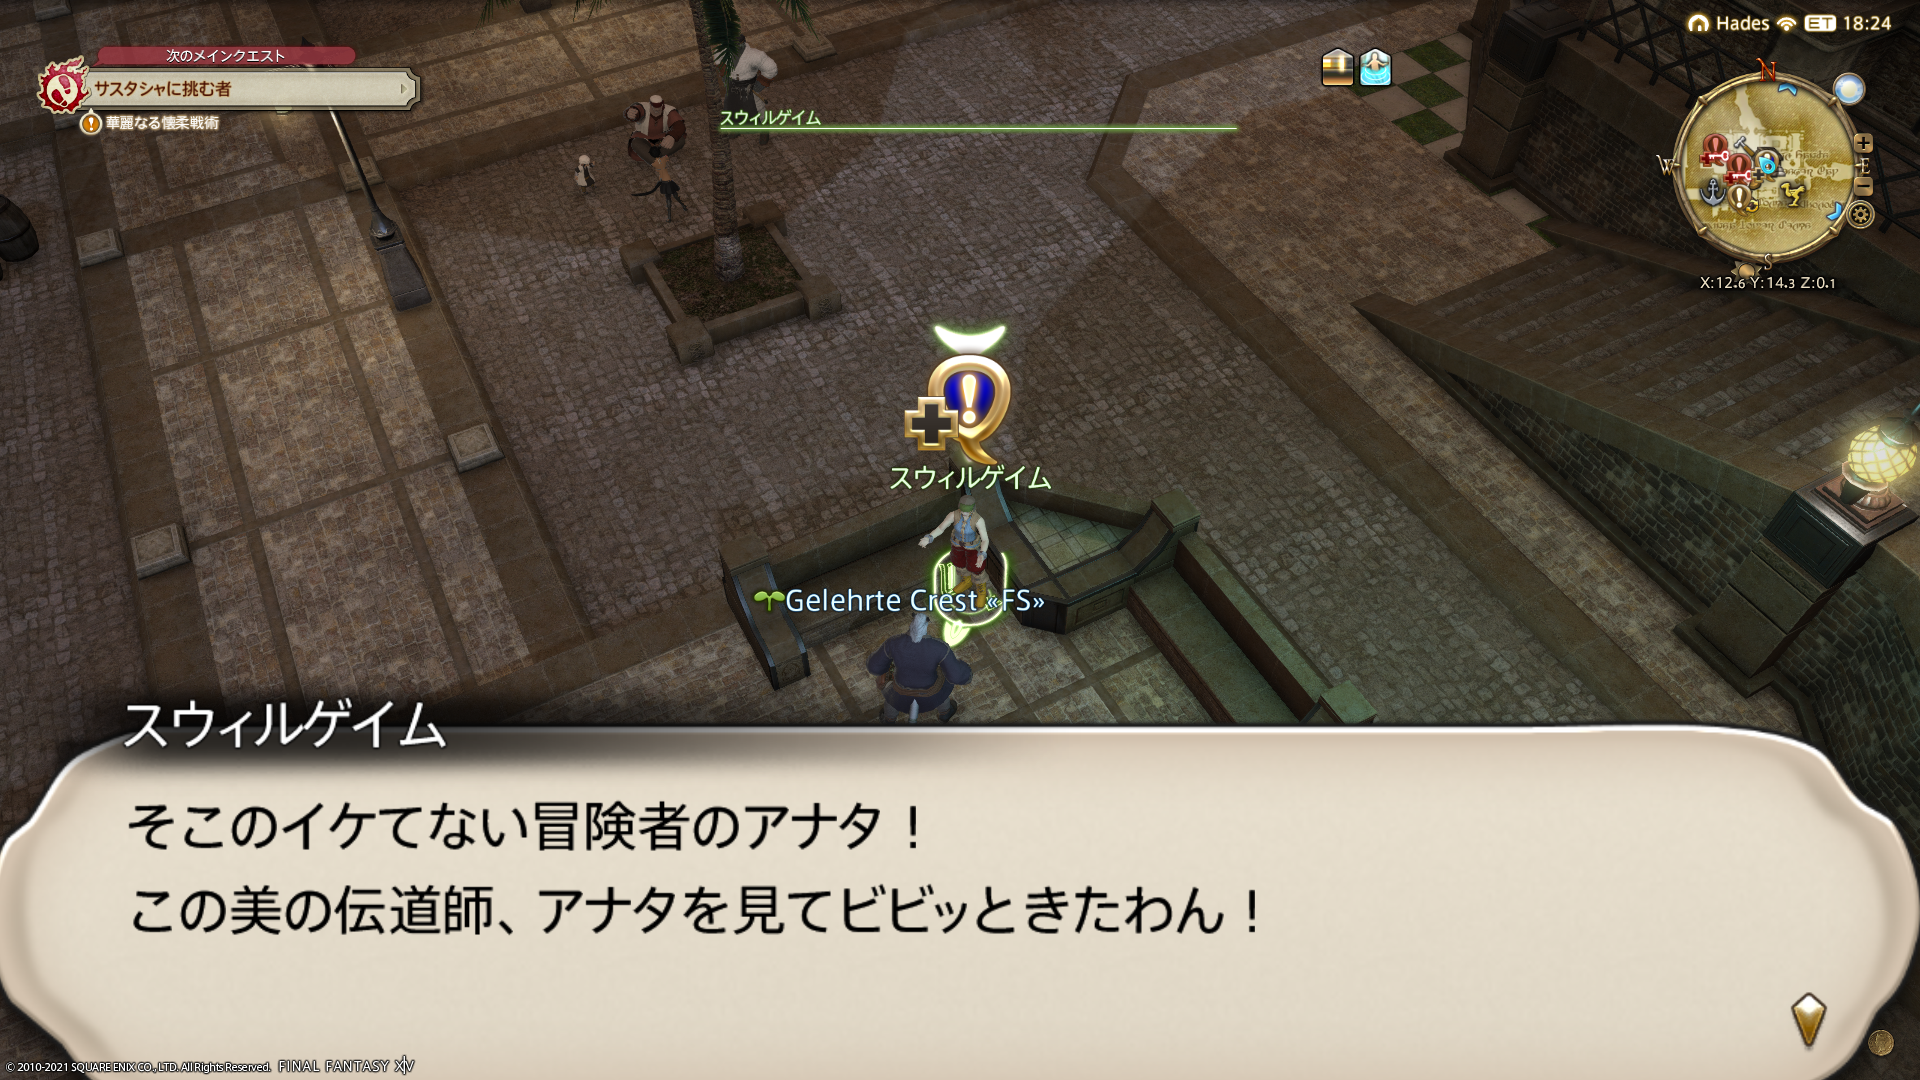 Hades ET 18:24
次のメインクエスト
サスタシャに挑む者
華麗なる懐柔戦術
スウィルゲイム
N
W
E
S
X:12.6 Y:14.3 Z:0.1
スウィルゲイム
Gelehrte Crest «FS»
スウィルゲイム
そこのイケてない冒険者のアナタ！
この美の伝道師、アナタを見てビビッときたわん！
© 2010-2021 SQUARE ENIX CO., LTD. All Rights Reserved. FINAL FANTASY XIV